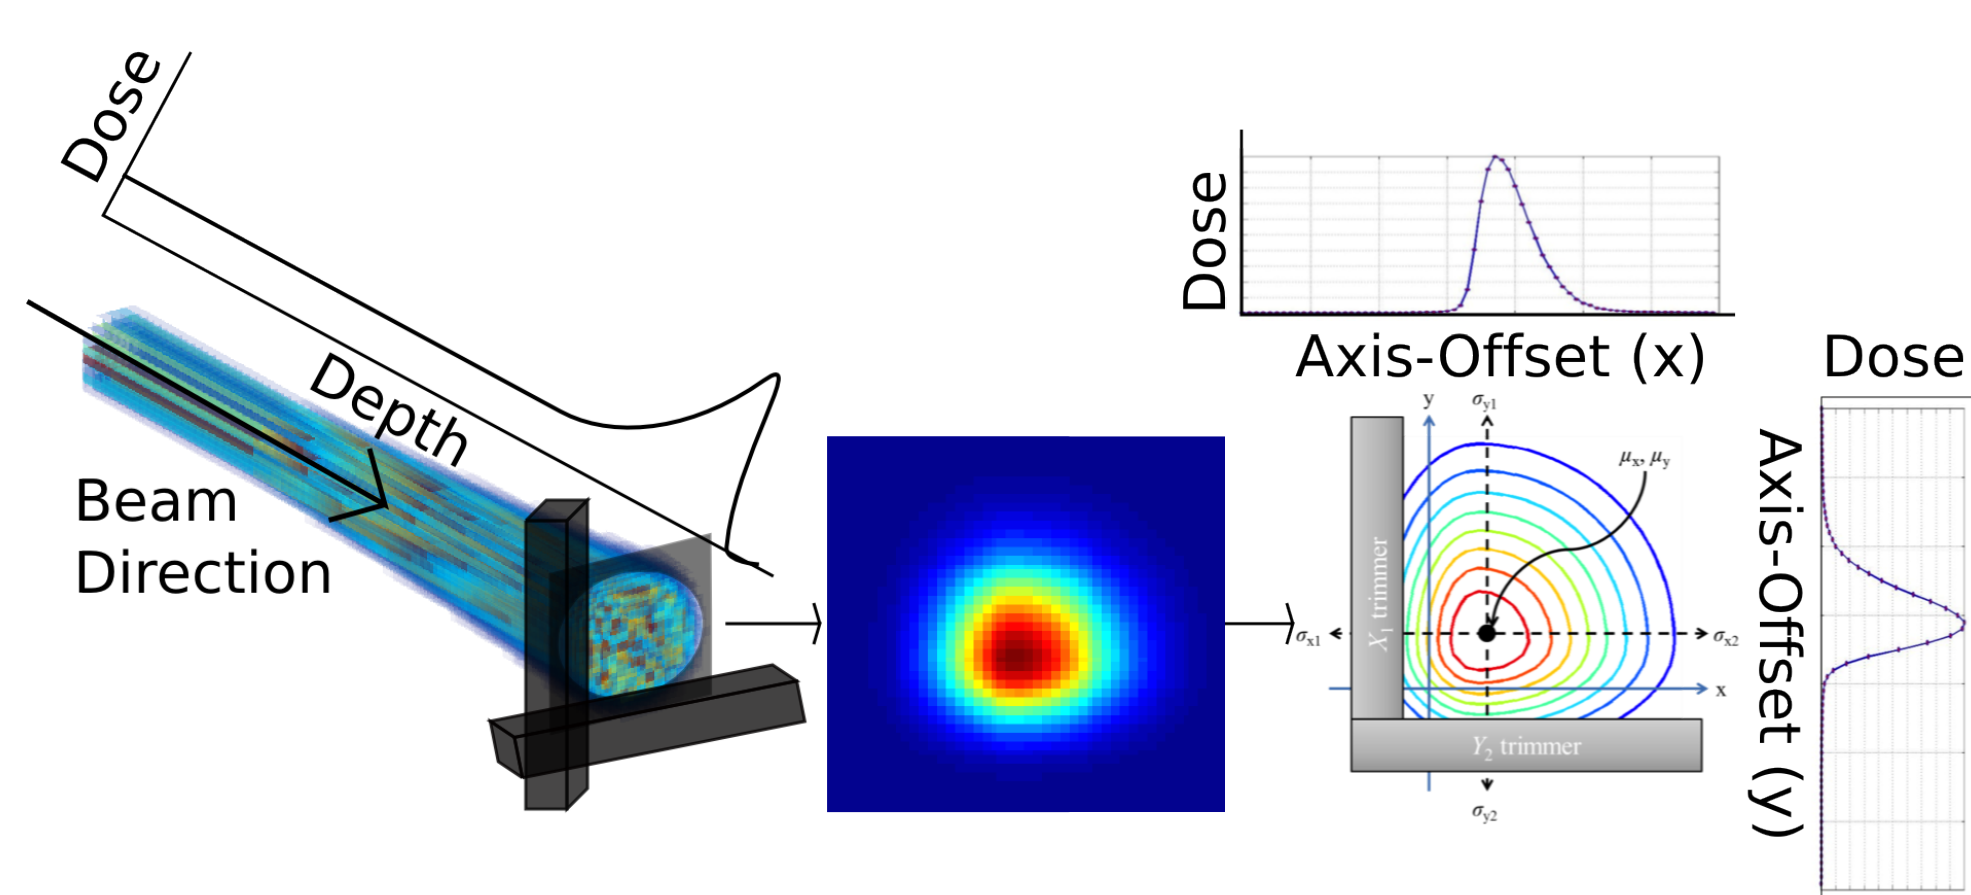 Dose
Depth
Beam
Direction
Dose
Axis-Offset (x)
Dose
Axis-Offset (y)
y
σy1
μx, μy
σx1
X1 trimmer
σx2
x
Y2 trimmer
σy2